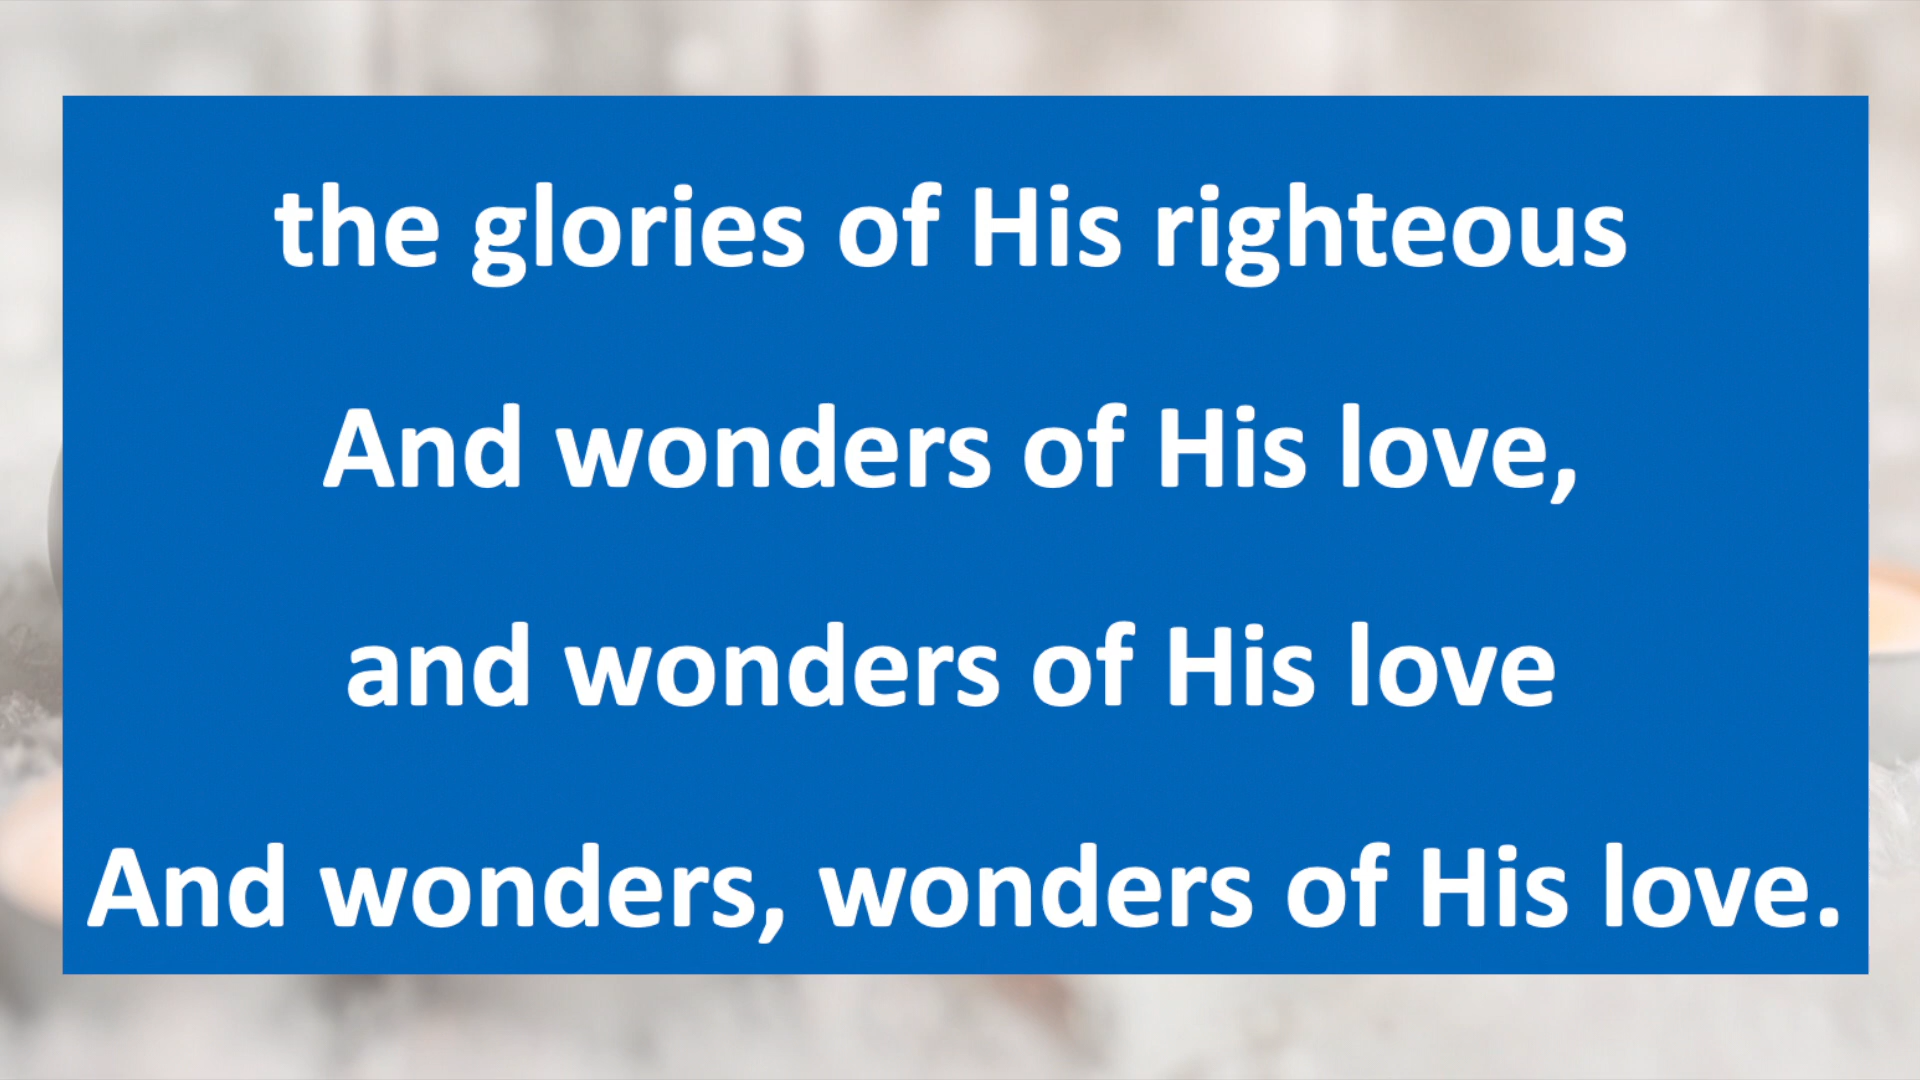 the glories of His righteous
And wonders of His love,
and wonders of His love
And wonders, wonders of His love.